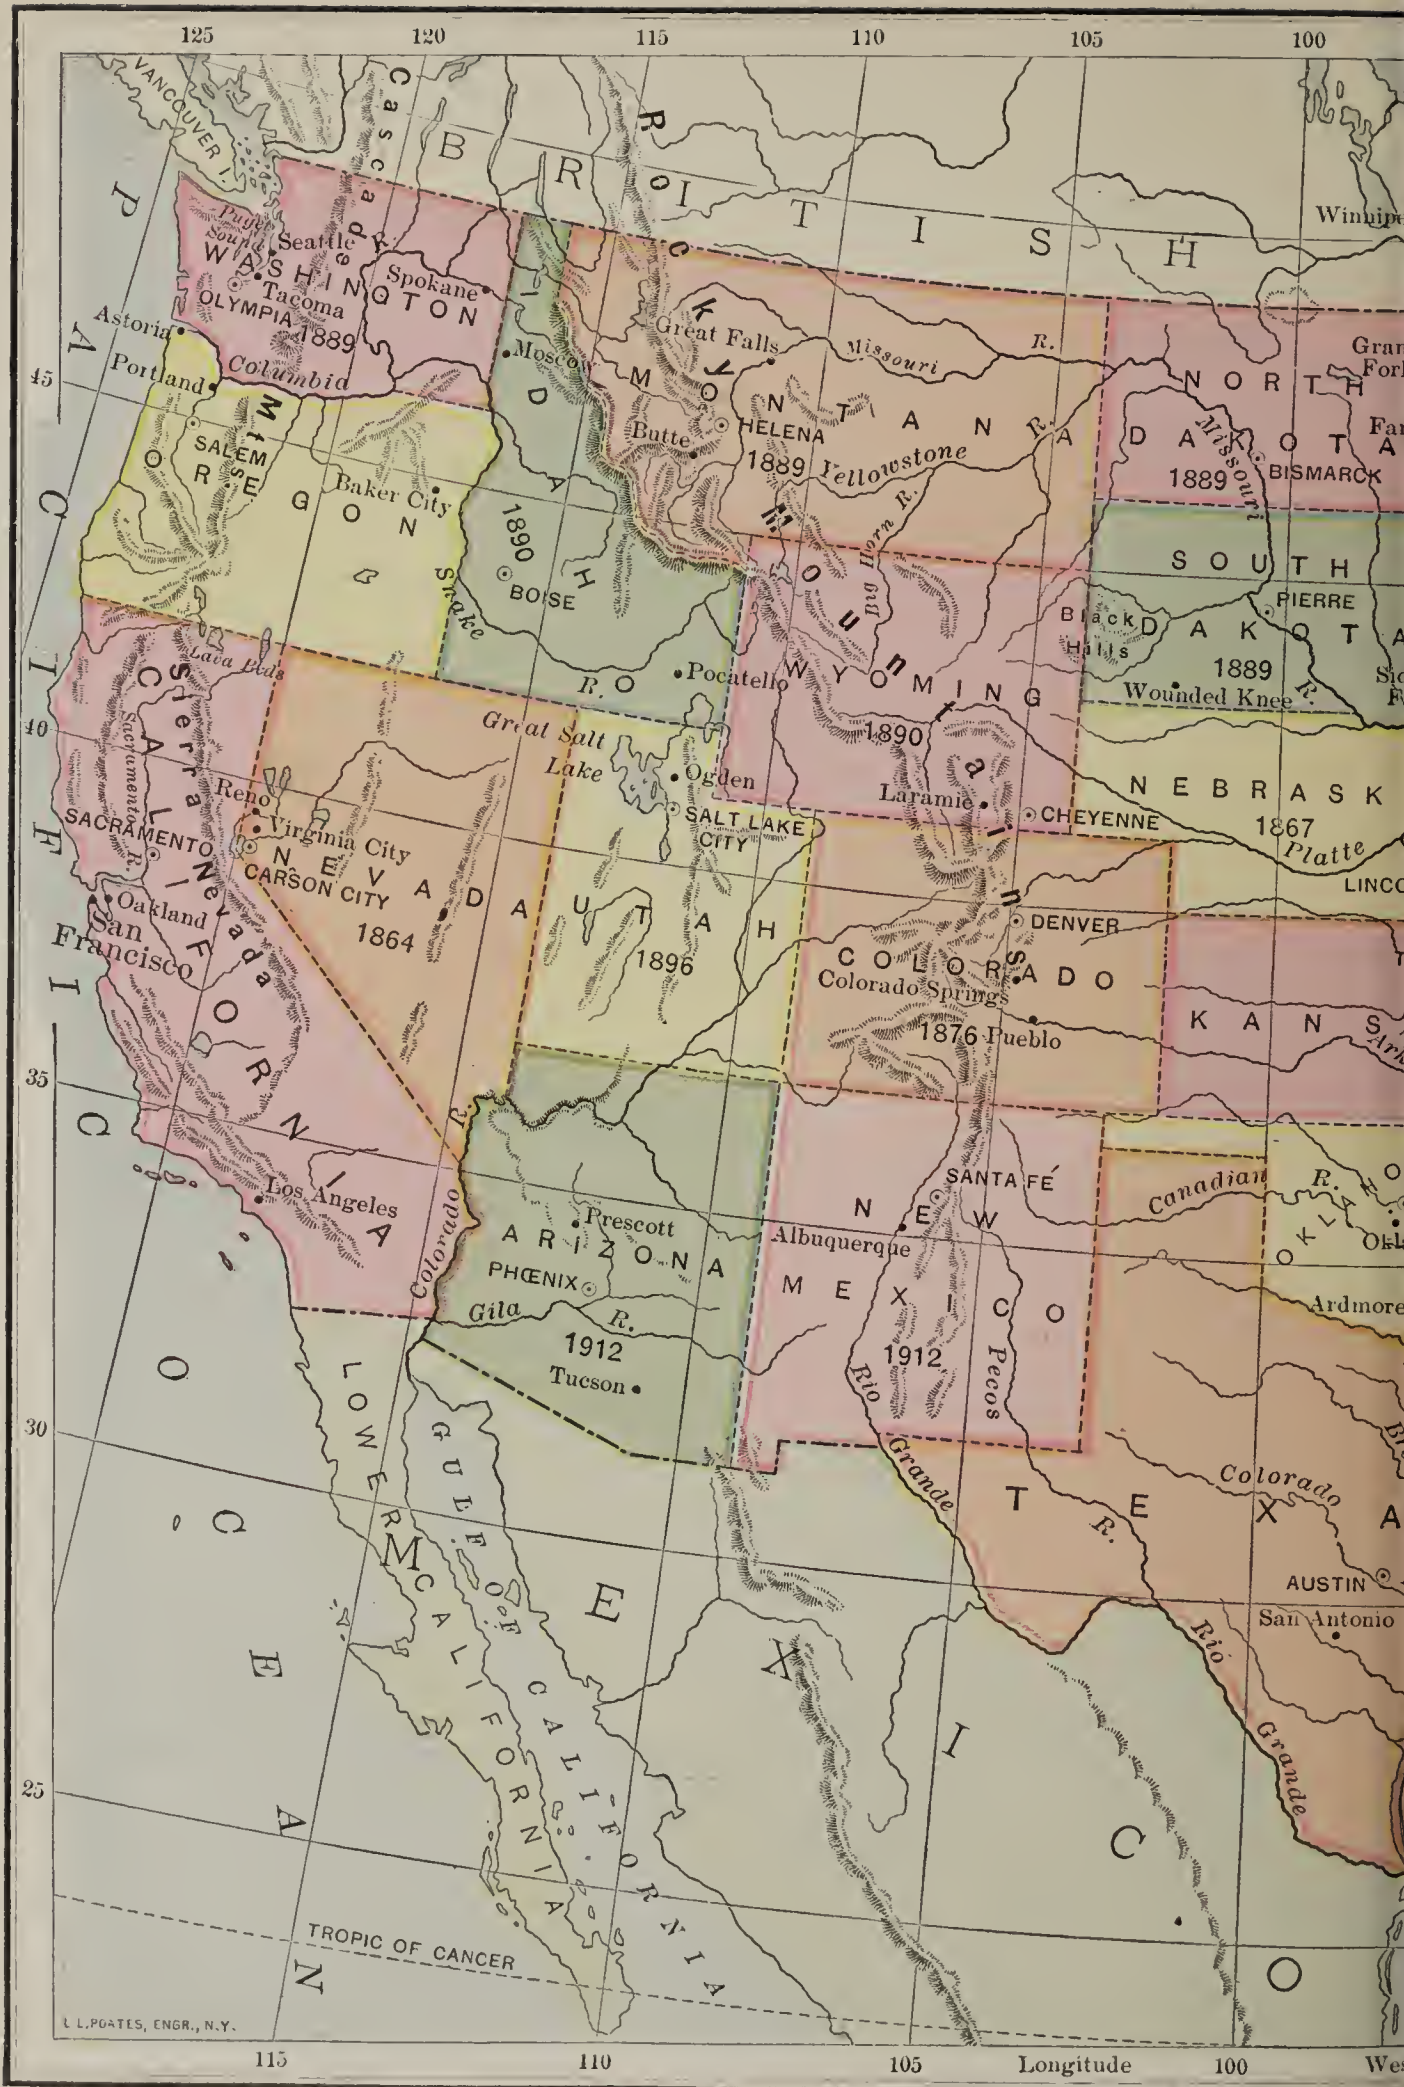 125 120 115 110 105 100
VANCOUVER I.
Cascade Mts.
BRITISH
Rocky Mountains
PACIFIC OCEAN
Puget Sound
Seattle
WASHINGTON
Tacoma
OLYMPIA
1889
Spokane
R.
Astoria
Portland
Columbia
45
SALEM
OREGON
Baker City
IDAHO
Moscow
1890
BOISE
Snake
R.
Pocatello
MONTANA
Great Falls
Missouri R.
HELENA
1889
Butte
Yellowstone R.
Big Horn R.
NORTH DAKOTA
1889
Missouri
BISMARCK
SOUTH DAKOTA
PIERRE
1889
Black Hills
Wounded Knee
R.
WYOMING
1890
Laramie
CHEYENNE
Lava Beds
CALIFORNIA
Sierra Nevada
Sacramento R.
40
SACRAMENTO
Oakland
San Francisco
Reno
Virginia City
NEVADA
CARSON CITY
1864
Great Salt Lake
Ogden
SALT LAKE CITY
UTAH
1896
DENVER
COLORADO
Colorado Springs
1876
Pueblo
1867
Platte
35
Los Angeles
Colorado
R.
ARIZONA
Prescott
PHŒNIX
Gila R.
1912
Tucson
SANTA FÉ
NEW MEXICO
Albuquerque
1912
Rio Grande
Pecos
R.
Canadian R.
Ardmore
Colorado
AUSTIN
San Antonio
Rio Grande
30
LOWER CALIFORNIA
GULF OF CALIFORNIA
MEXICO
25
TROPIC OF CANCER
L.L.POATES, ENGR., N.Y.
115 110 105 Longitude 100